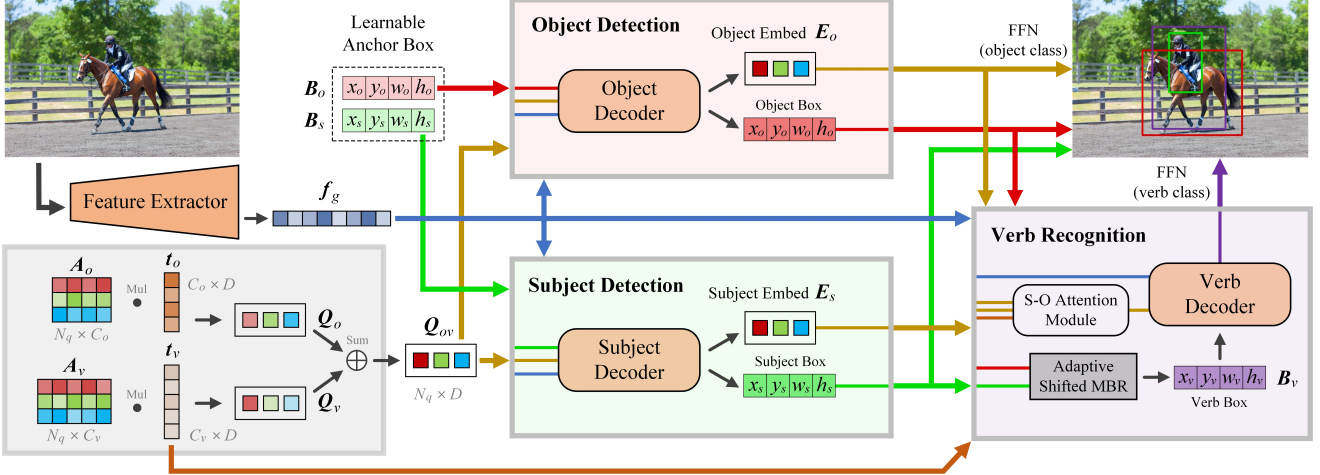 Learnable
Anchor Box
B_o
x_o y_o w_o h_o
B_s
x_s y_s w_s h_s
Object Detection
Object Decoder
Object Embed E_o
Object Box
x_o y_o w_o h_o
FFN
(object class)
Feature Extractor
f_g
FFN
(verb class)
A_o
Mul
N_q × C_o
t_o
C_o × D
Q_o
A_v
Mul
N_q × C_v
t_v
C_v × D
Q_v
Sum
Q_ov
N_q × D
Subject Detection
Subject
Decoder
Subject Embed E_s
Subject Box
x_s y_s w_s h_s
Verb Recognition
S-O Attention
Module
Verb
Decoder
Adaptive
Shifted MBR
x_v y_v w_v h_v
B_v
Verb Box